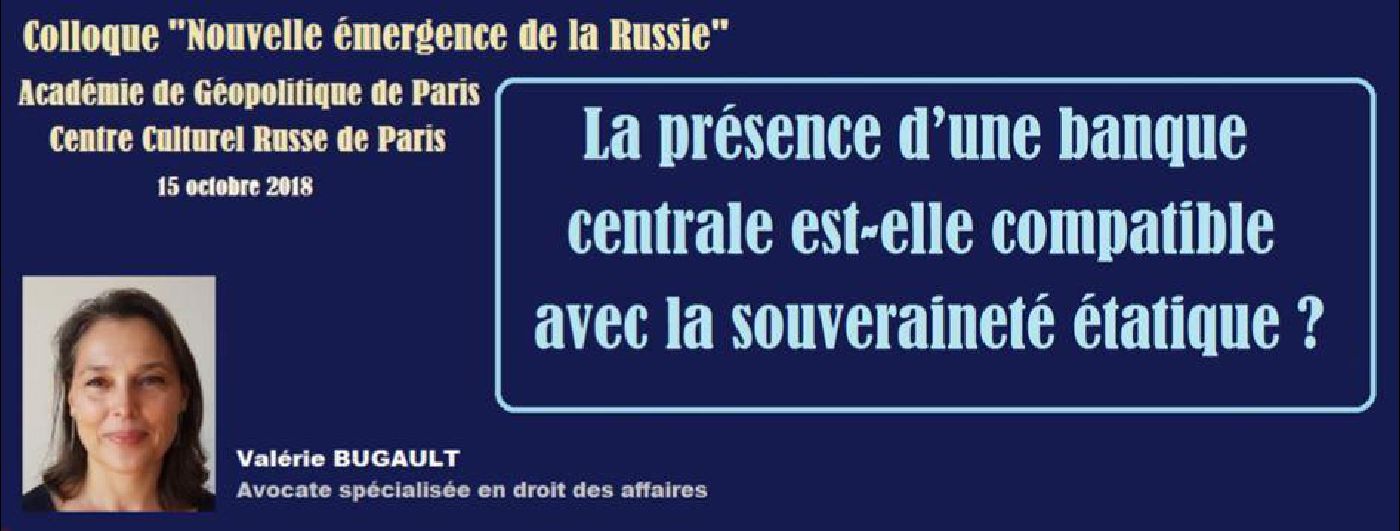 Colloque "Nouvelle émergence de la Russie"
Académie de Géopolitique de Paris
Centre Culturel Russe de Paris
15 octobre 2018
La présence d’une banque
centrale est-elle compatible
avec la souveraineté étatique ?
Valérie BUGAULT
Avocate spécialisée en droit des affaires